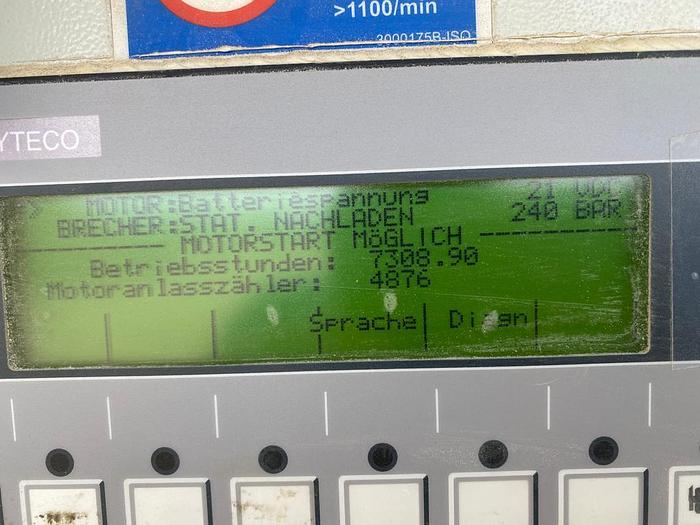 >1100/min
3000175B-ISO
YTECO
> MOTOR:Batteriespannung 21 VDC
BRECHER:STAT. NACHLADEN 240 BAR
MOTORSTART MöGLICH
Betriebsstunden: 7308.90
Motoranlasszähler: 4876
Sprache Diagn